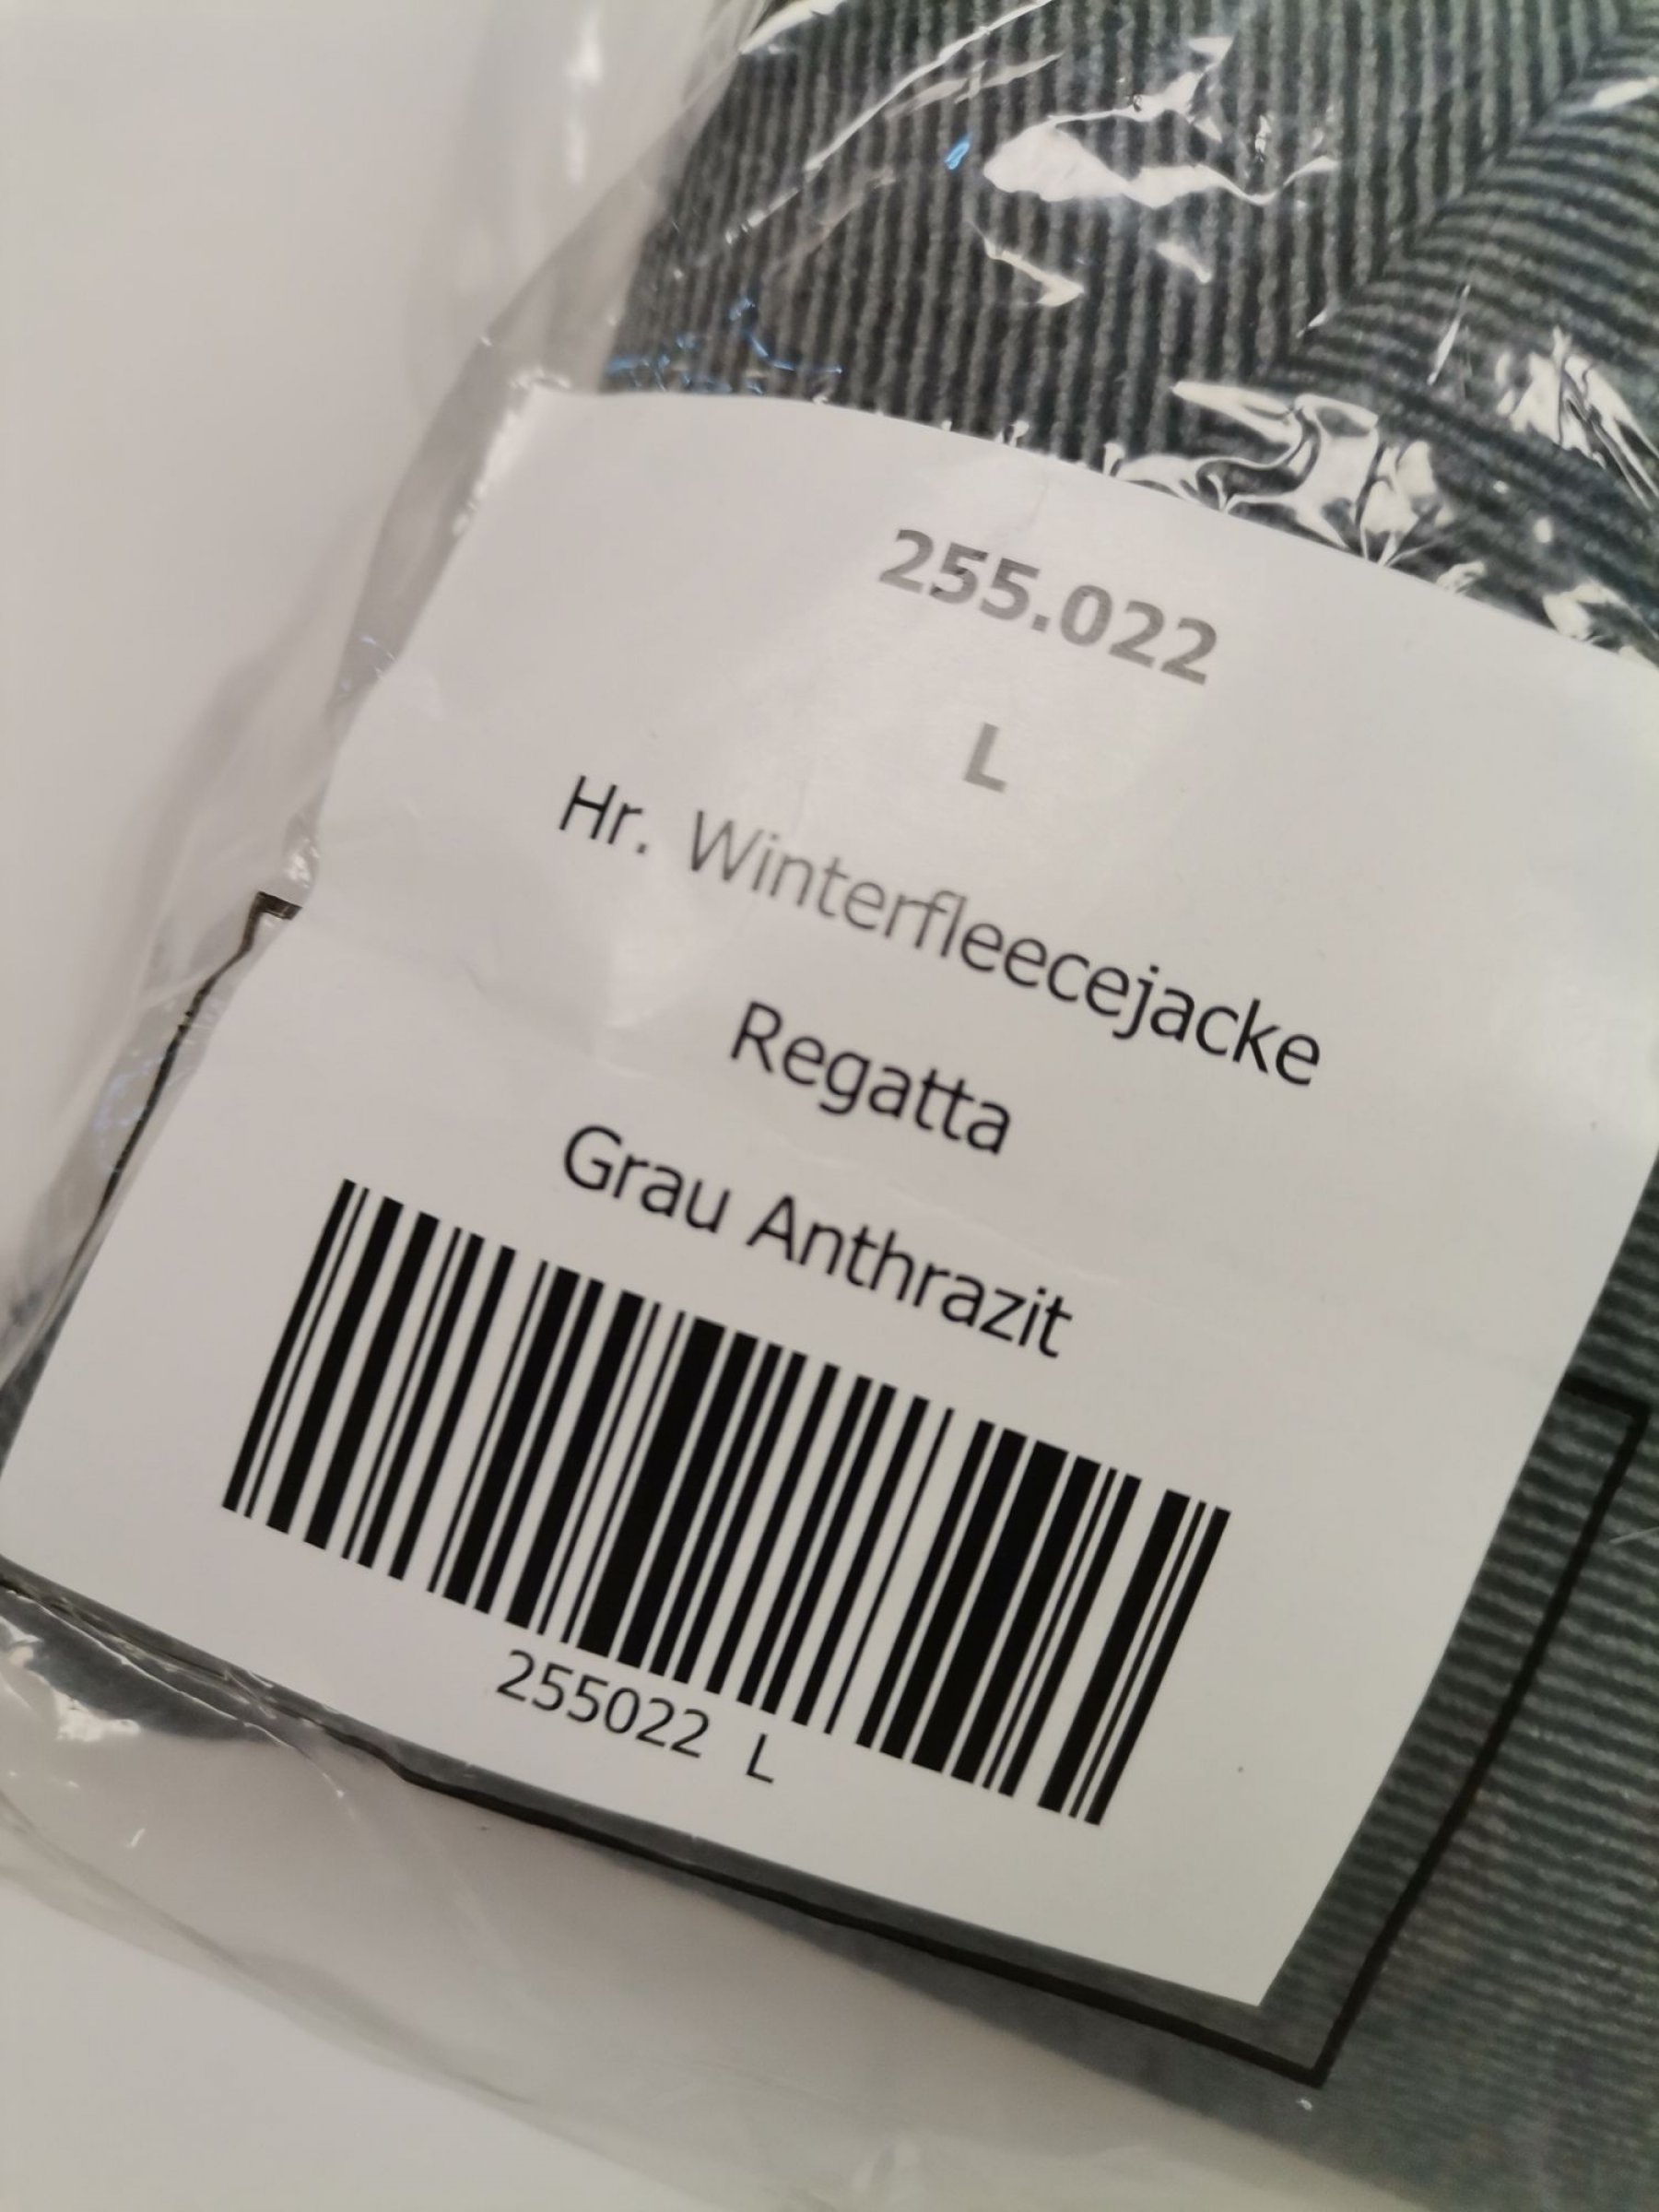 255.022
L
Hr. Winterfleecejacke
Regatta
Grau Anthrazit
255022 L